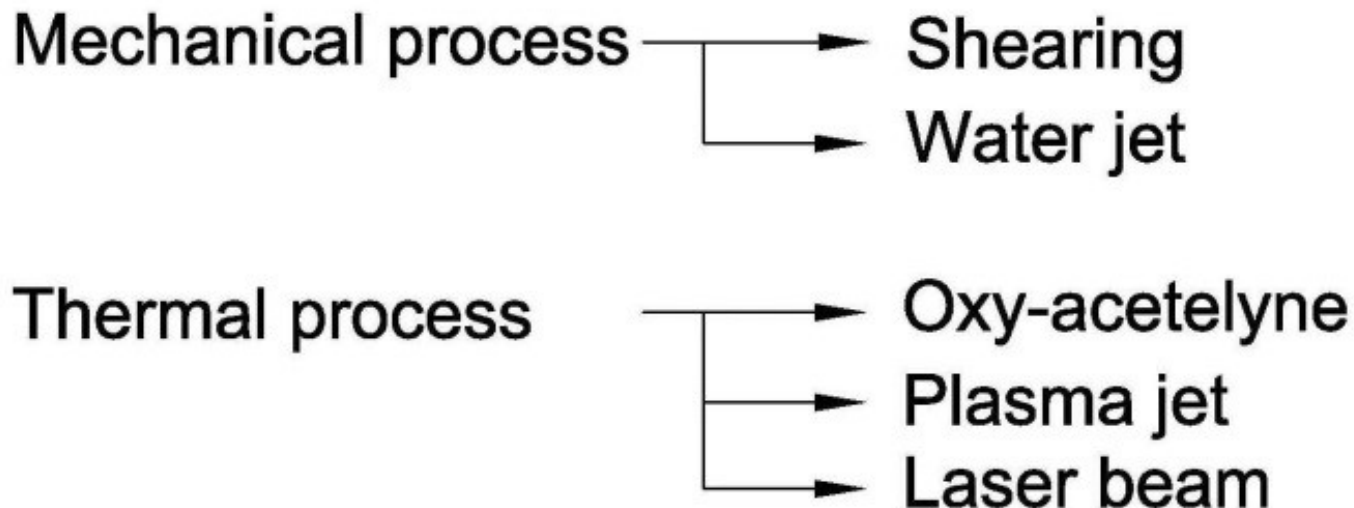 Mechanical process
Shearing
Water jet
Thermal process
Oxy-acetelyne
Plasma jet
Laser beam